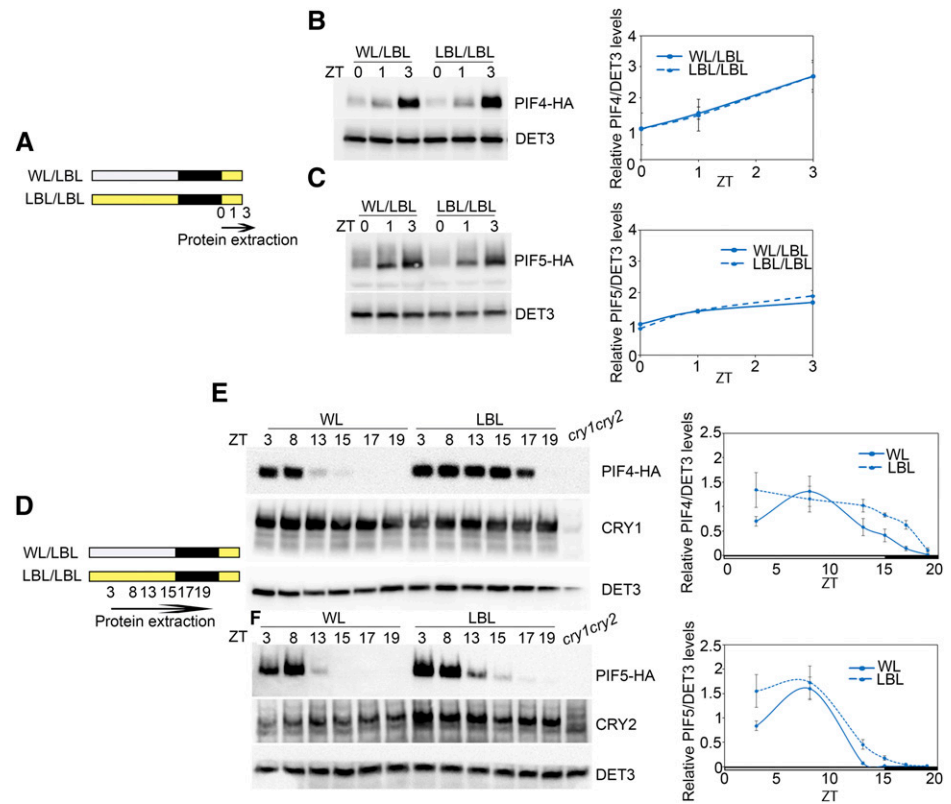 A
WL/LBL
LBL/LBL
0 1 3
Protein extraction
B
WL/LBL LBL/LBL
ZT 0 1 3 0 1 3
PIF4-HA
DET3
Relative PIF4/DET3 levels
4
3
2
1
0
WL/LBL
LBL/LBL
0 1 2 3
ZT
C
WL/LBL LBL/LBL
ZT 0 1 3 0 1 3
PIF5-HA
DET3
Relative PIF5/DET3 levels
4
3
2
1
0
WL/LBL
LBL/LBL
0 1 2 3
ZT
D
WL/LBL
LBL/LBL
3 8 13 15 17 19
Protein extraction
E
WL LBL
ZT 3 8 13 15 17 19 3 8 13 15 17 19 cry1cry2
PIF4-HA
CRY1
DET3
Relative PIF4/DET3 levels
2.5
2
1.5
1
0.5
0
WL
LBL
0 5 10 15 20
ZT
F
WL LBL
ZT 3 8 13 15 17 19 3 8 13 15 17 19 cry1cry2
PIF5-HA
CRY2
DET3
Relative PIF5/DET3 levels
2.5
2
1.5
1
0.5
0
WL
LBL
0 5 10 15 20
ZT